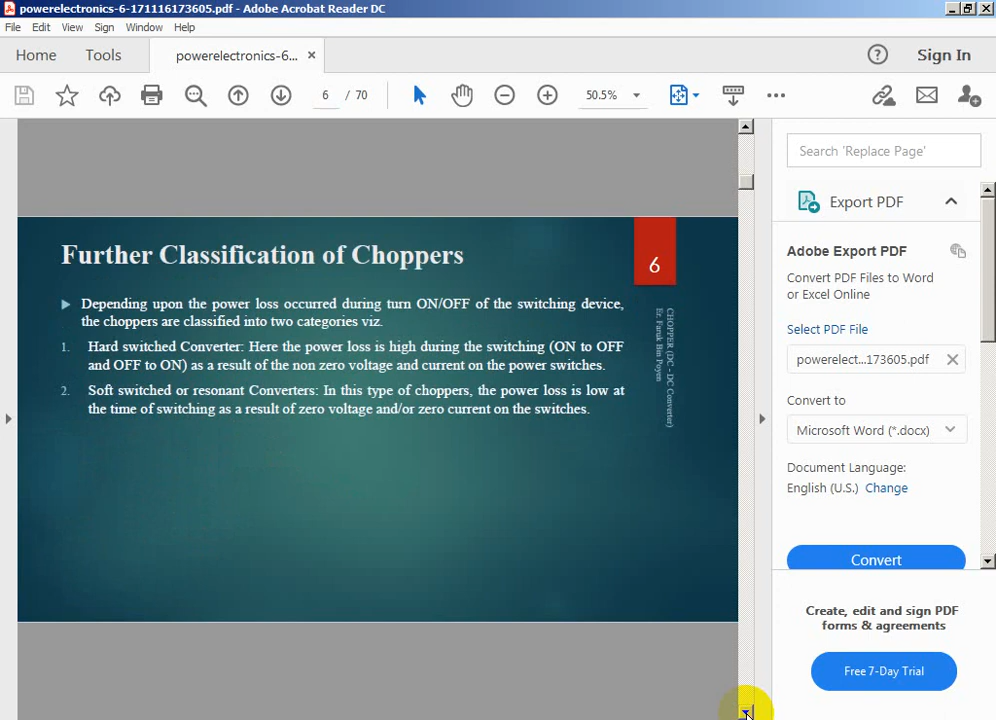 powerelectronics-6-171116173605.pdf - Adobe Acrobat Reader DC
File Edit View Sign Window Help
Home Tools powerelectronics-6... × Sign In
6 / 70 50.5%
Search 'Replace Page'
Export PDF
Adobe Export PDF
Convert PDF Files to Word
or Excel Online
Select PDF File
powerelect...173605.pdf
Convert to
Microsoft Word (*.docx)
Document Language:
English (U.S.) Change
Convert
Create, edit and sign PDF
forms & agreements
Free 7-Day Trial
Further Classification of Choppers
6
Depending upon the power loss occurred during turn ON/OFF of the switching device,
the choppers are classified into two categories viz.
1. Hard switched Converter: Here the power loss is high during the switching (ON to OFF
and OFF to ON) as a result of the non zero voltage and current on the power switches.
2. Soft switched or resonant Converters: In this type of choppers, the power loss is low at
the time of switching as a result of zero voltage and/or zero current on the switches.
CHOPPER (DC - DC Converter)
Er. Faruk Bin Poyen